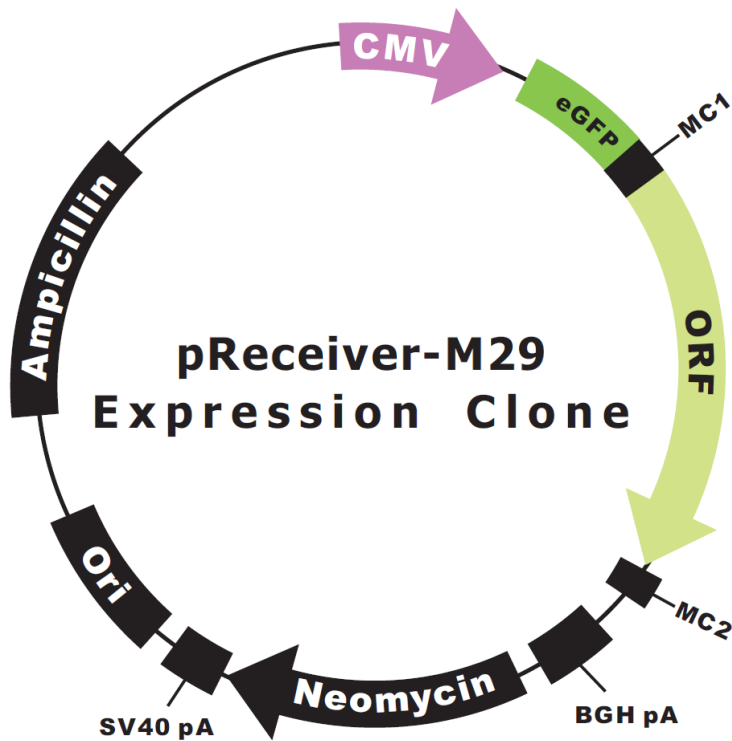 CMV
eGFP
MC1
ORF
pReceiver-M29
Expression Clone
MC2
BGH pA
Neomycin
SV40 pA
Ori
Ampicillin